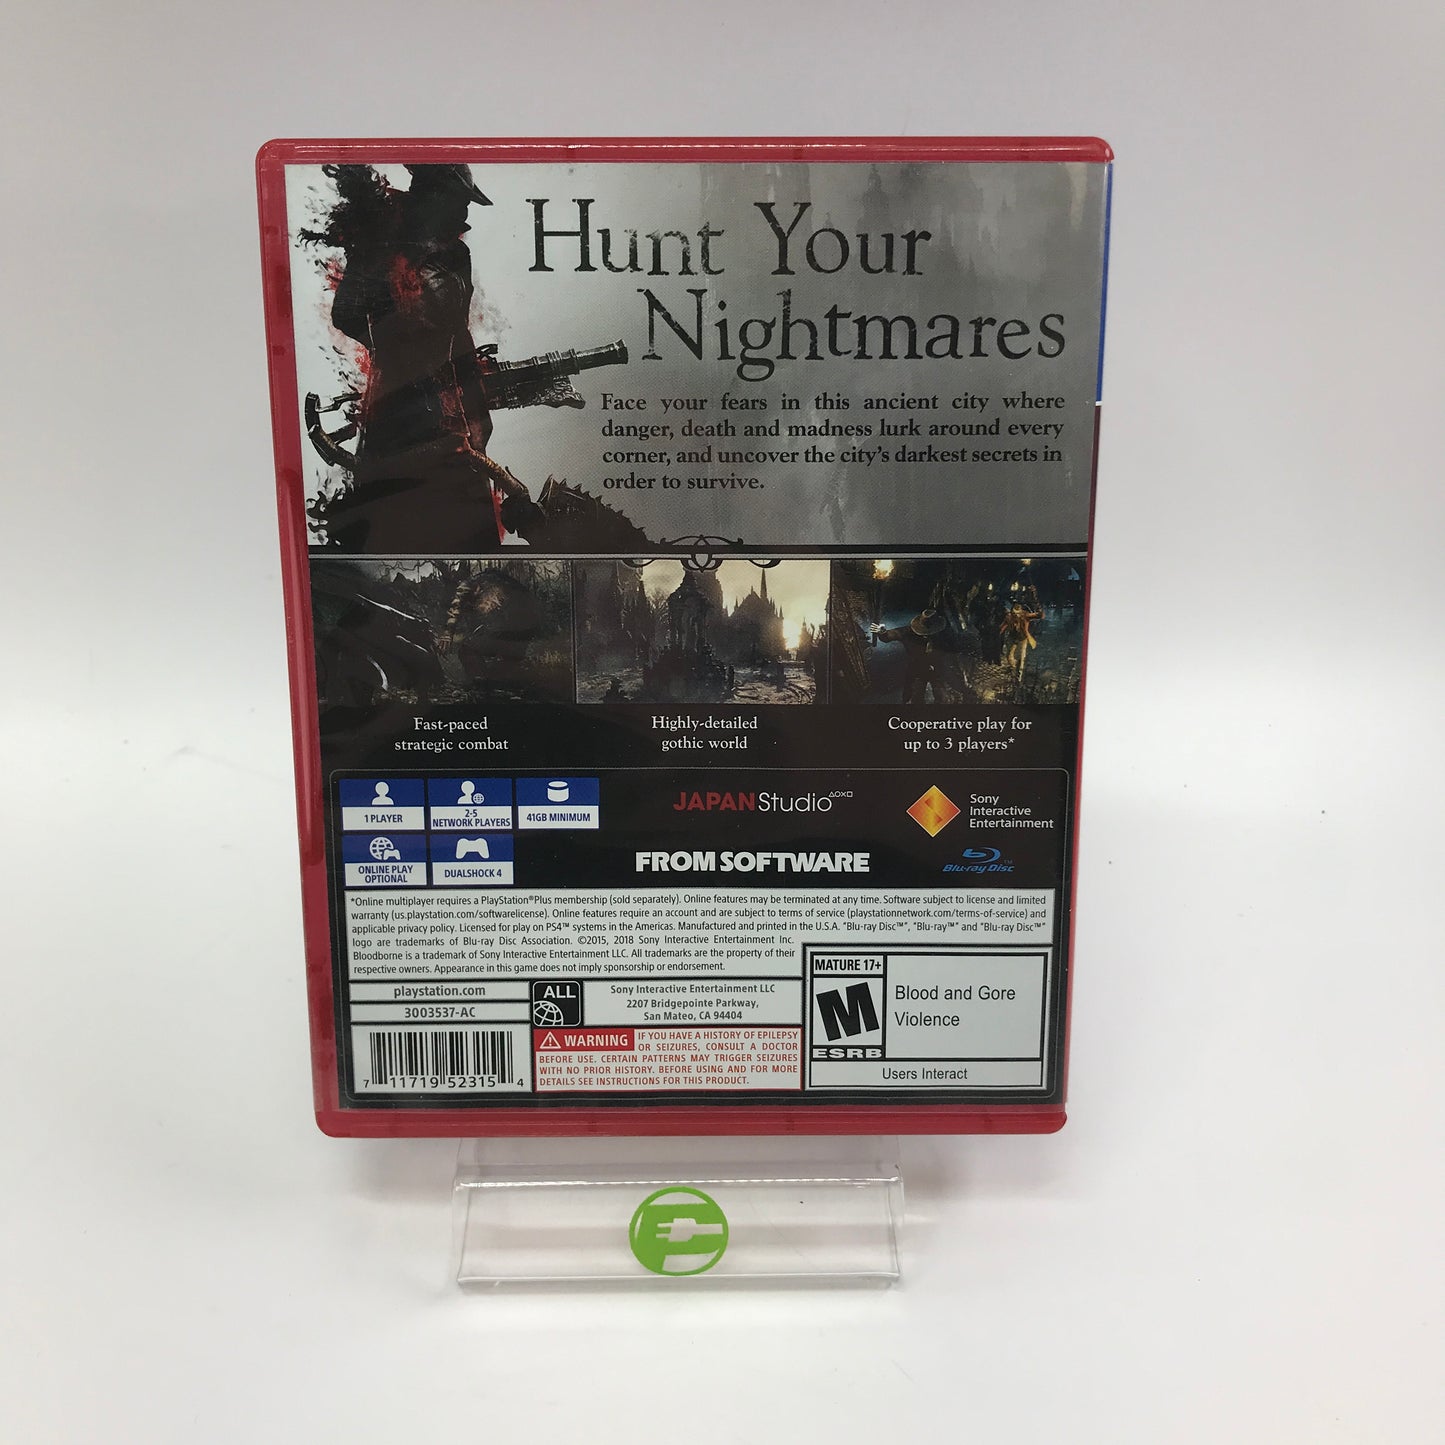 Hunt Your
Nightmares
Face your fears in this ancient city where
danger, death and madness lurk around every
corner, and uncover the city's darkest secrets in
order to survive.
Fast-paced
strategic combat
Highly-detailed
gothic world
Cooperative play for
up to 3 players*
1 PLAYER
2-5
NETWORK PLAYERS
41GB MINIMUM
ONLINE PLAY
OPTIONAL
DUALSHOCK 4
JAPAN Studio
FROMSOFTWARE
Sony
Interactive
Entertainment
Blu-ray Disc™
*Online multiplayer requires a PlayStation®Plus membership (sold separately). Online features may be terminated at any time. Software subject to license and limited
warranty (us.playstation.com/softwarelicense). Online features require an account and are subject to terms of service (playstationnetwork.com/terms-of-service) and
applicable privacy policy. Licensed for play on PS4™ systems in the Americas. Manufactured and printed in the U.S.A. "Blu-ray Disc™", "Blu-ray™" and "Blu-ray Disc™"
logo are trademarks of Blu-ray Disc Association. ©2015, 2018 Sony Interactive Entertainment Inc.
Bloodborne is a trademark of Sony Interactive Entertainment LLC. All trademarks are the property of their
respective owners. Appearance in this game does not imply sponsorship or endorsement.
playstation.com
3003537-AC
7 11719 52315 4
ALL
Sony Interactive Entertainment LLC
2207 Bridgepointe Parkway,
San Mateo, CA 94404
WARNING IF YOU HAVE A HISTORY OF EPILEPSY
OR SEIZURES, CONSULT A DOCTOR
BEFORE USE. CERTAIN PATTERNS MAY TRIGGER SEIZURES
WITH NO PRIOR HISTORY. BEFORE USING AND FOR MORE
DETAILS SEE INSTRUCTIONS FOR THIS PRODUCT.
MATURE 17+
M
ESRB
Blood and Gore
Violence
Users Interact